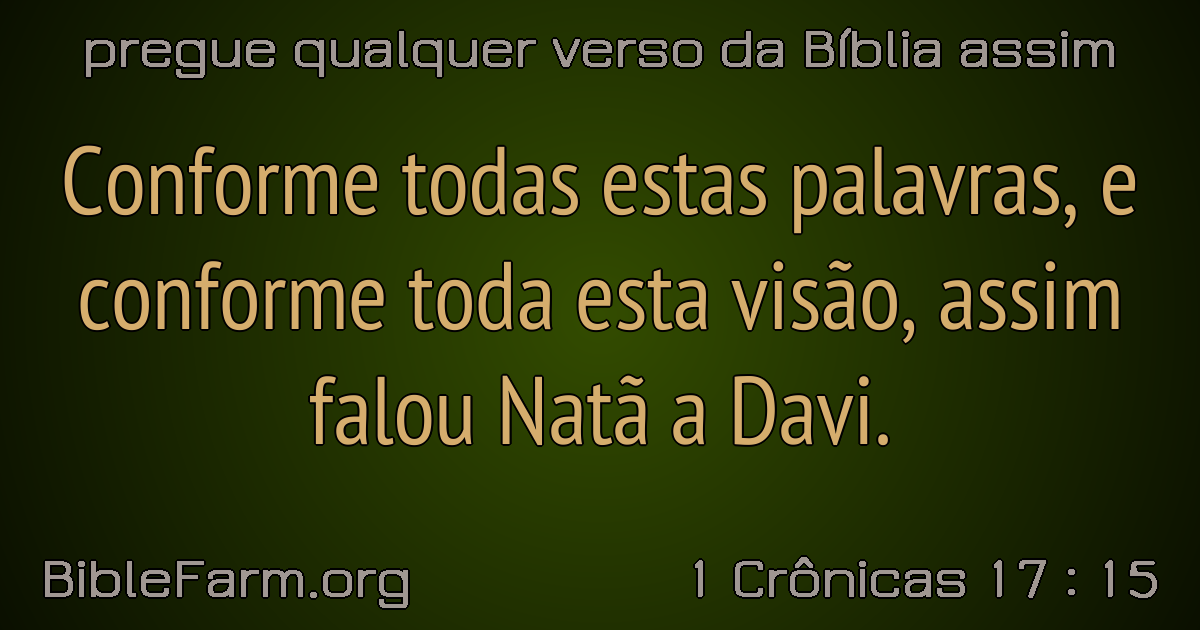 pregue qualquer verso da Bíblia assim
Conforme todas estas palavras, e
conforme toda esta visão, assim
falou Natã a Davi.
BibleFarm.org
1 Crônicas 17 : 15